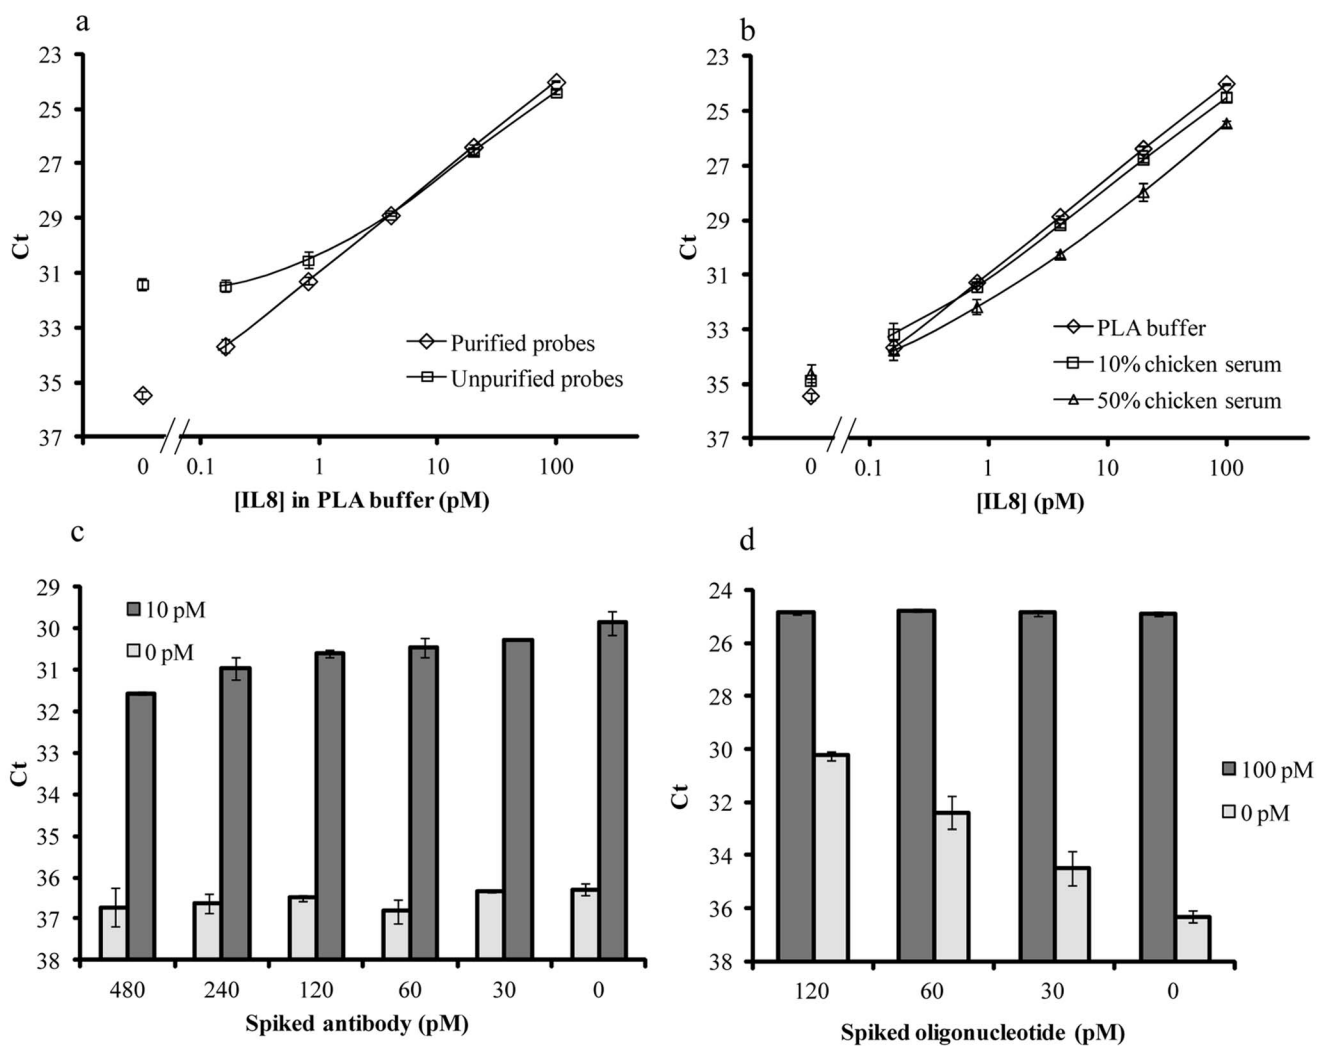 a
23
25
27
29
31
33
35
37
Ct
Purified probes
Unpurified probes
0
0.1
1
10
100
[IL8] in PLA buffer (pM)
b
23
25
27
29
31
33
35
37
Ct
PLA buffer
10% chicken serum
50% chicken serum
0
0.1
1
10
100
[IL8] (pM)
c
29
30
31
32
33
34
35
36
37
38
Ct
10 pM
0 pM
480
240
120
60
30
0
Spiked antibody (pM)
d
24
26
28
30
32
34
36
38
Ct
100 pM
0 pM
120
60
30
0
Spiked oligonucleotide (pM)